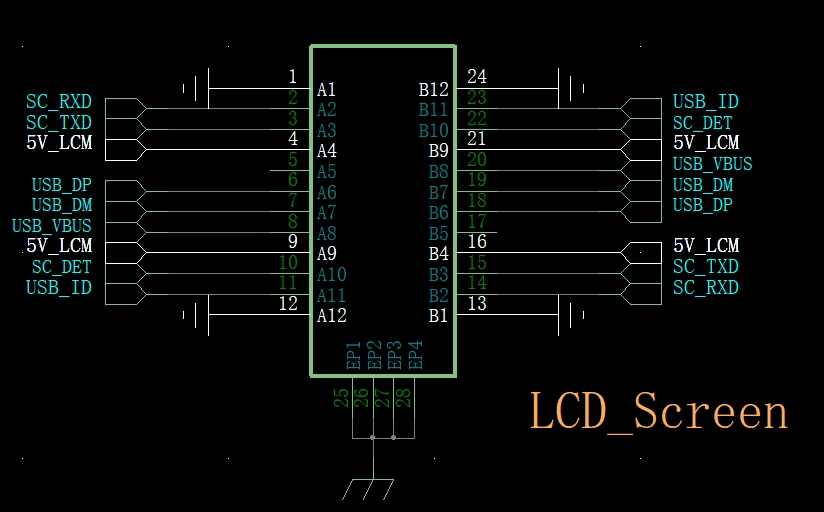 1 A1 B12 24
SC_RXD 2 A2 B11 23 USB_ID
SC_TXD 3 A3 B10 22 SC_DET
5V_LCM 4 A4 B9 21 5V_LCM
5 A5 B8 20 USB_VBUS
USB_DP 6 A6 B7 19 USB_DM
USB_DM 7 A7 B6 18 USB_DP
USB_VBUS 8 A8 B5 17
5V_LCM 9 A9 B4 16 5V_LCM
SC_DET 10 A10 B3 15 SC_TXD
USB_ID 11 A11 B2 14 SC_RXD
12 A12 B1 13
EP1 EP2 EP3 EP4
25 26 27 28
LCD_Screen